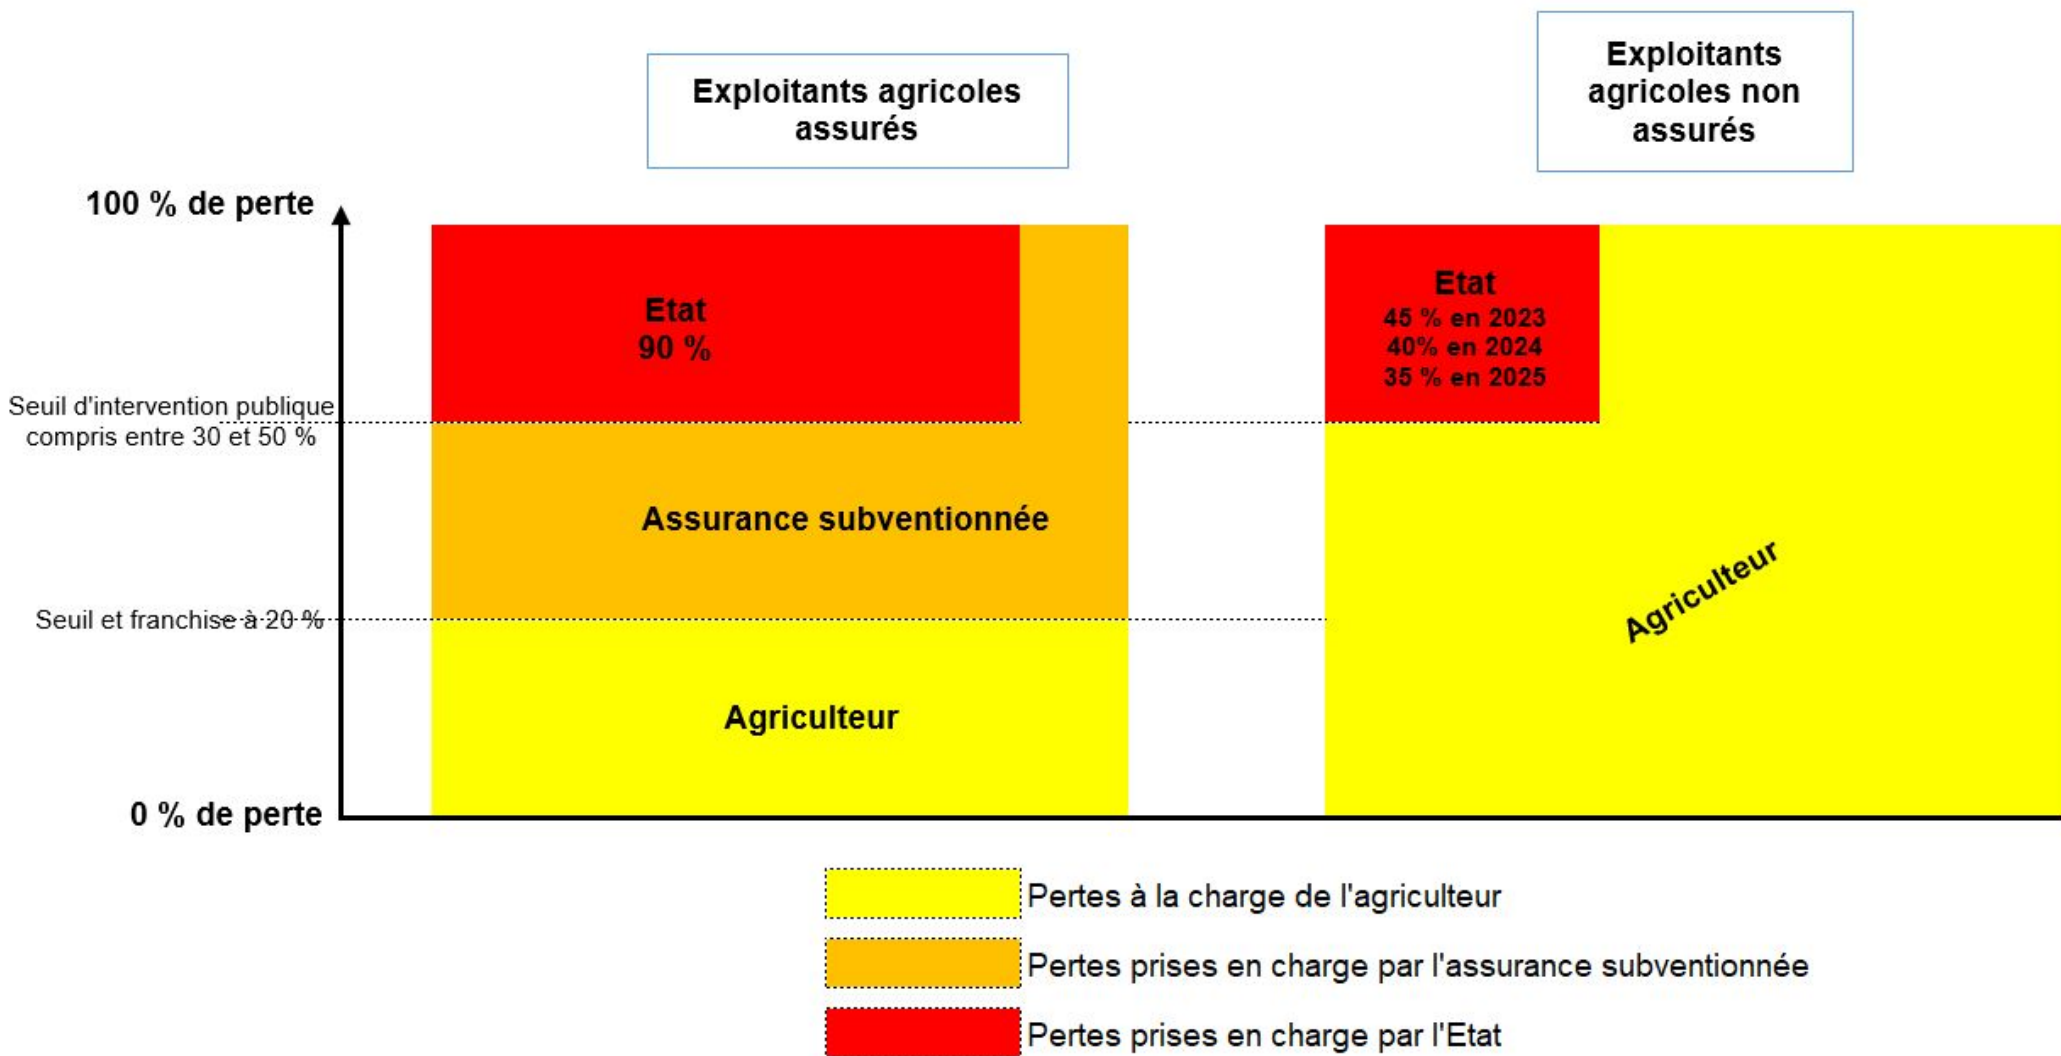 Exploitants agricoles
assurés
Exploitants
agricoles non
assurés
100 % de perte
Etat
90 %
Etat
45 % en 2023
40% en 2024
35 % en 2025
Seuil d'intervention publique
compris entre 30 et 50 %
Assurance subventionnée
Agriculteur
Seuil et franchise à 20 %
Agriculteur
0 % de perte
Pertes à la charge de l'agriculteur
Pertes prises en charge par l'assurance subventionnée
Pertes prises en charge par l'Etat